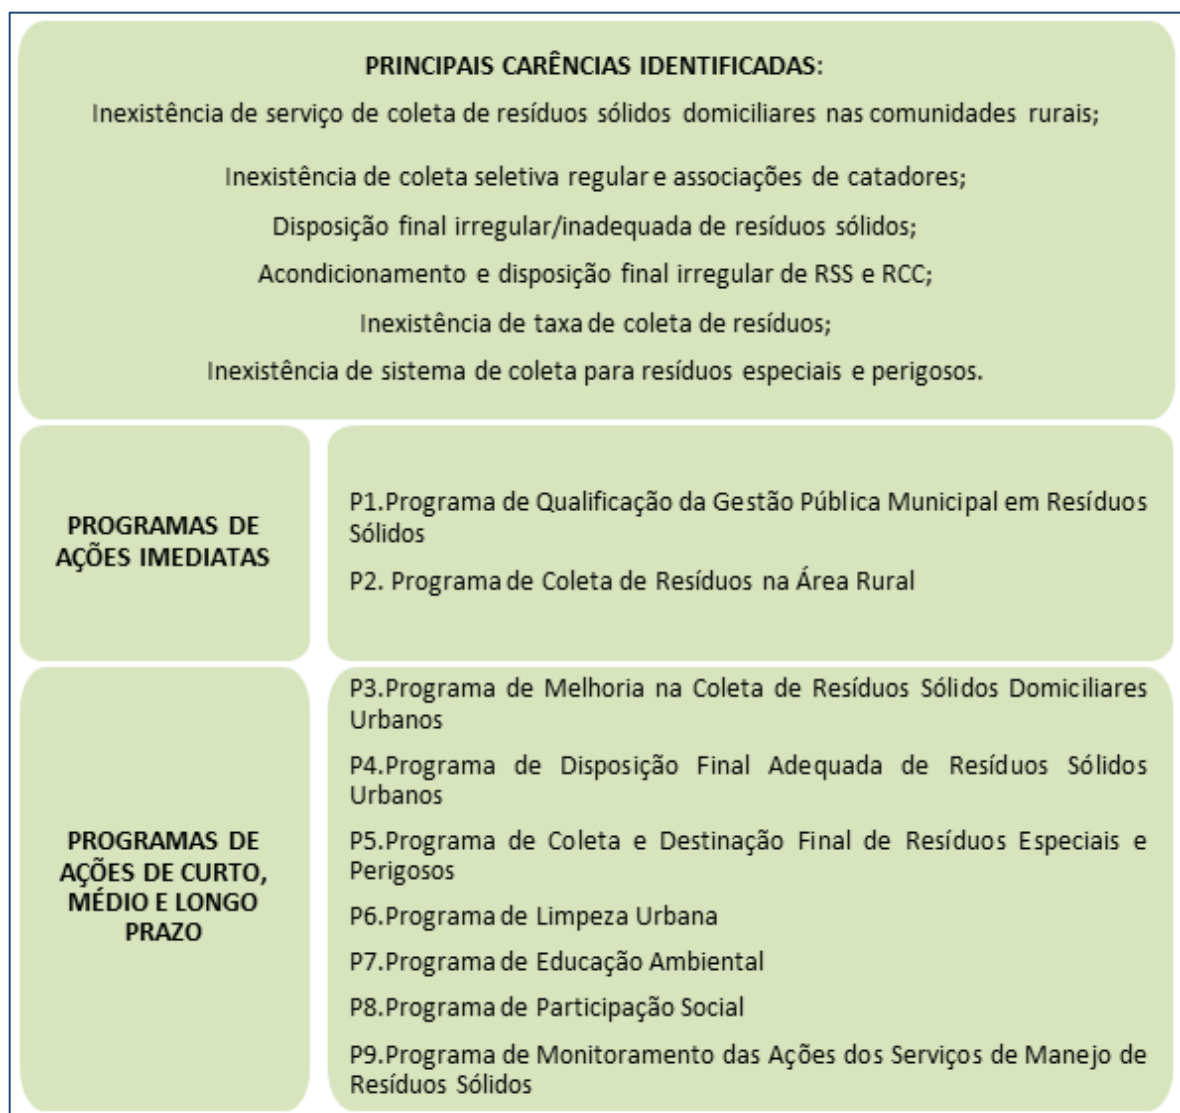 PRINCIPAIS CARÊNCIAS IDENTIFICADAS:
Inexistência de serviço de coleta de resíduos sólidos domiciliares nas comunidades rurais;
Inexistência de coleta seletiva regular e associações de catadores;
Disposição final irregular/inadequada de resíduos sólidos;
Acondicionamento e disposição final irregular de RSS e RCC;
Inexistência de taxa de coleta de resíduos;
Inexistência de sistema de coleta para resíduos especiais e perigosos.
PROGRAMAS DE
AÇÕES IMEDIATAS
P1.Programa de Qualificação da Gestão Pública Municipal em Resíduos
Sólidos
P2. Programa de Coleta de Resíduos na Área Rural
PROGRAMAS DE
AÇÕES DE CURTO,
MÉDIO E LONGO
PRAZO
P3.Programa de Melhoria na Coleta de Resíduos Sólidos Domiciliares
Urbanos
P4.Programa de Disposição Final Adequada de Resíduos Sólidos
Urbanos
P5.Programa de Coleta e Destinação Final de Resíduos Especiais e
Perigosos
P6.Programa de Limpeza Urbana
P7.Programa de Educação Ambiental
P8.Programa de Participação Social
P9.Programa de Monitoramento das Ações dos Serviços de Manejo de
Resíduos Sólidos